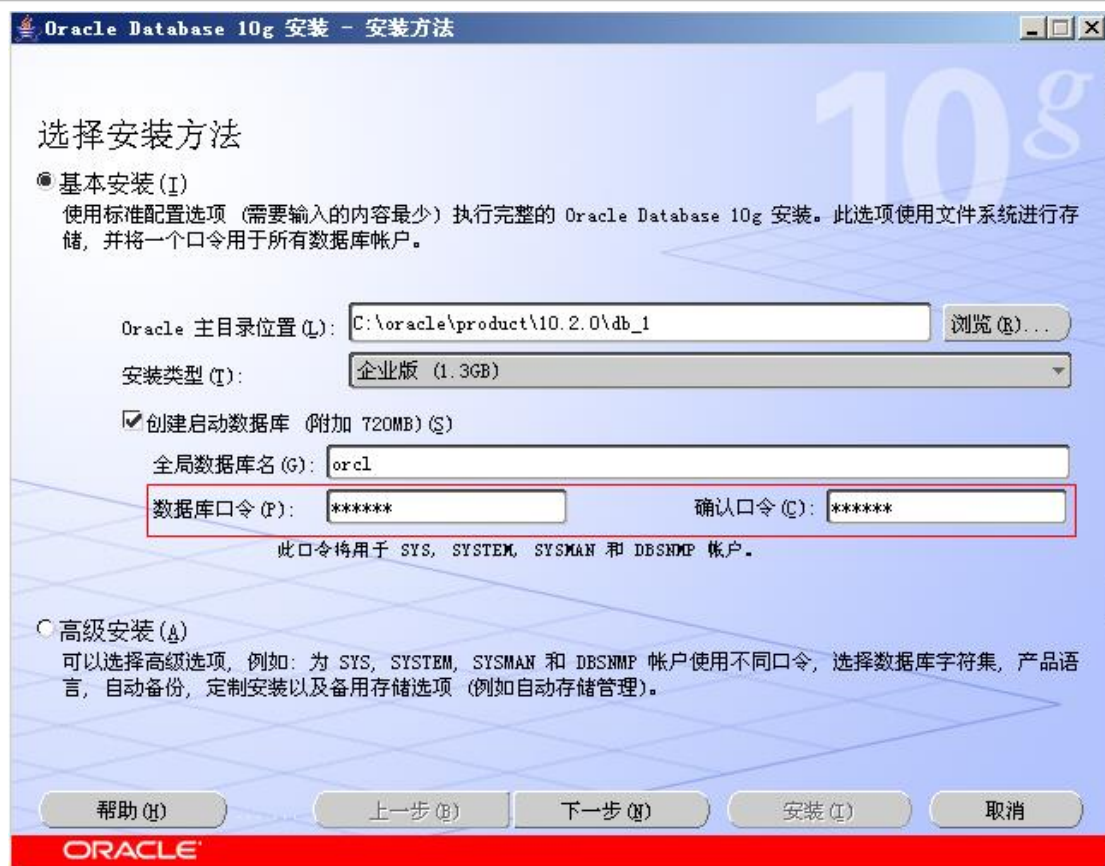 Oracle Database 10g 安装 - 安装方法
10g
选择安装方法
基本安装(I)
使用标准配置选项 (需要输入的内容最少) 执行完整的 Oracle Database 10g 安装。此选项使用文件系统进行存
储, 并将一个口令用于所有数据库帐户。
Oracle 主目录位置(L): C:\oracle\product\10.2.0\db_1 浏览(R)...
安装类型(T): 企业版 (1.3GB)
创建启动数据库 (附加 720MB)(S)
全局数据库名(G): orcl
数据库口令(P): ****** 确认口令(C): ******
此口令将用于 SYS, SYSTEM, SYSMAN 和 DBSNMP 帐户。
高级安装(A)
可以选择高级选项, 例如: 为 SYS, SYSTEM, SYSMAN 和 DBSNMP 帐户使用不同口令, 选择数据库字符集, 产品语
言, 自动备份, 定制安装以及备用存储选项 (例如自动存储管理)。
帮助(H) 上一步(B) 下一步(N) 安装(I) 取消
ORACLE